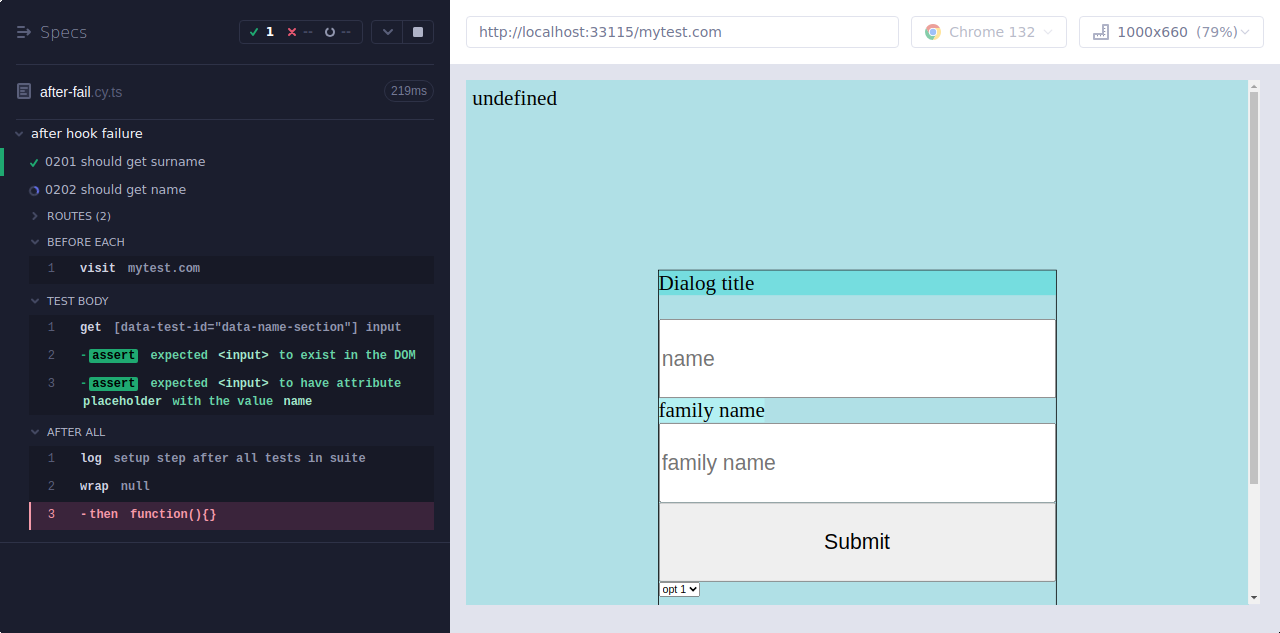 Specs
1
--
--
after-fail.cy.ts
219ms
after hook failure
0201 should get surname
0202 should get name
ROUTES (2)
BEFORE EACH
1 visit mytest.com
TEST BODY
1 get [data-test-id="data-name-section"] input
2 -assert expected <input> to exist in the DOM
3 -assert expected <input> to have attribute
placeholder with the value name
AFTER ALL
1 log setup step after all tests in suite
2 wrap null
3 -then function(){}
http://localhost:33115/mytest.com
Chrome 132
1000x660 (79%)
undefined
Dialog title
name
family name
family name
Submit
opt 1